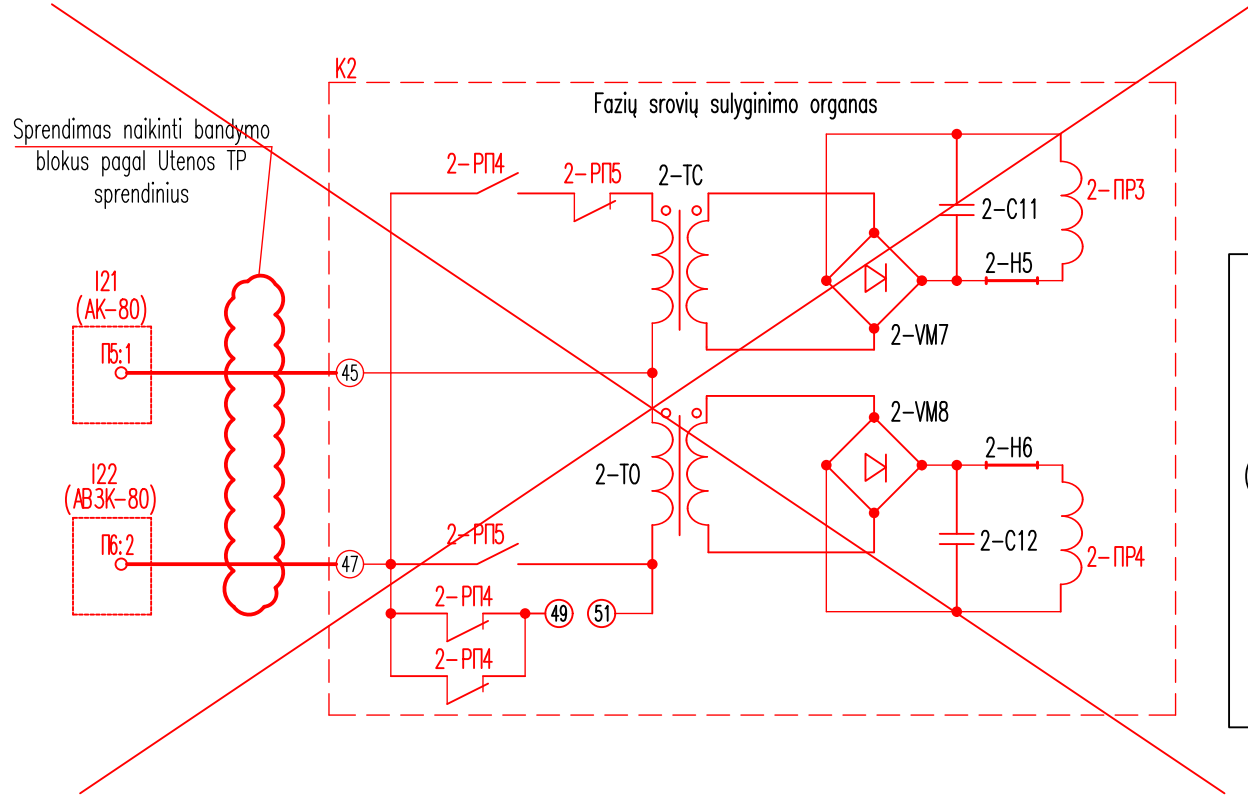 K2
Fazių srovių sulyginimo organas
Sprendimas naikinti bandymo
blokus pagal Utenos TP
sprendinius
2-РП4
2-РП5
2-TC
2-C11
2-ПР3
2-H5
2-VM7
I21
(AK-80)
П5:1
45
2-VM8
2-H6
2-TO
I22
(АВЗК-80)
П6:2
47
2-РП5
2-C12
2-ПР4
2-РП4
49
51
2-РП4
(